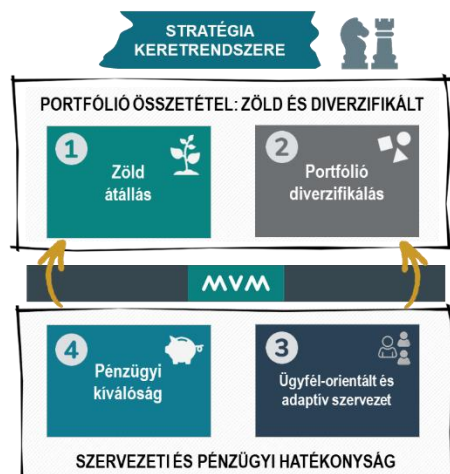 STRATÉGIA
KERETRENDSZERE
PORTFÓLIÓ ÖSSZETÉTEL: ZÖLD ÉS DIVERZIFIKÁLT
1
Zöld
átállás
2
Portfólió
diverzifikálás
MVM
4
Pénzügyi
kiválóság
3
Ügyfél-orientált és
adaptív szervezet
SZERVEZETI ÉS PÉNZÜGYI HATÉKONYSÁG